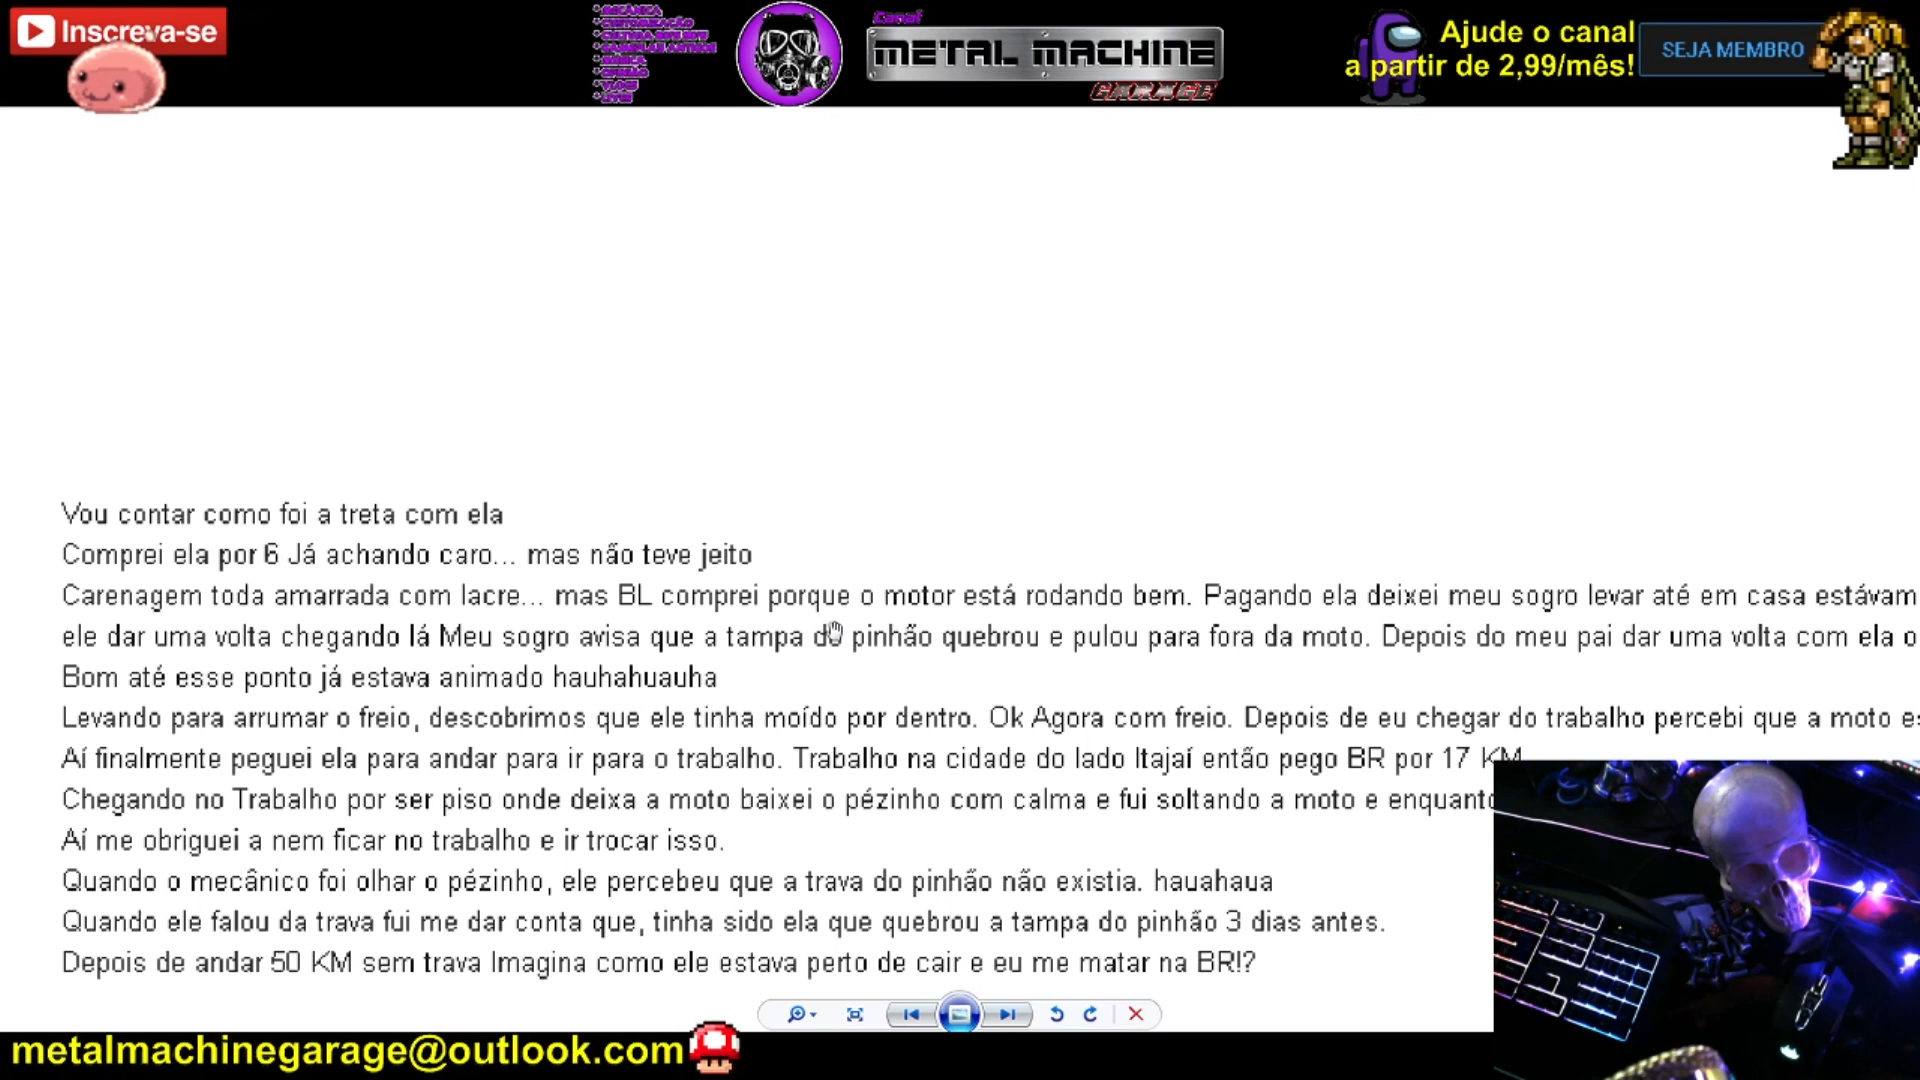 Inscreva-se
* MECÂNICA
* CUSTOMIZAÇÃO
* GAMEPLAY ANTIGOS
* MÚSICA
* OPINIÃO
* VLOGS
* LIVES
Canal
METAL MACHINE
GARAGE
Ajude o canal
a partir de 2,99/mês!
SEJA MEMBRO
Vou contar como foi a treta com ela
Comprei ela por 6 Já achando caro... mas não teve jeito
Carenagem toda amarrada com lacre... mas BL comprei porque o motor está rodando bem. Pagando ela deixei meu sogro levar até em casa estávam
ele dar uma volta chegando lá Meu sogro avisa que a tampa do pinhão quebrou e pulou para fora da moto. Depois do meu pai dar uma volta com ela o
Bom até esse ponto já estava animado hauhahuauha
Levando para arrumar o freio, descobrimos que ele tinha moído por dentro. Ok Agora com freio. Depois de eu chegar do trabalho percebi que a moto es
Aí finalmente peguei ela para andar para ir para o trabalho. Trabalho na cidade do lado Itajaí então pego BR por 17 KM
Chegando no Trabalho por ser piso onde deixa a moto baixei o pézinho com calma e fui soltando a moto e enquanto
Aí me obriguei a nem ficar no trabalho e ir trocar isso.
Quando o mecânico foi olhar o pézinho, ele percebeu que a trava do pinhão não existia. hauahaua
Quando ele falou da trava fui me dar conta que, tinha sido ela que quebrou a tampa do pinhão 3 dias antes.
Depois de andar 50 KM sem trava Imagina como ele estava perto de cair e eu me matar na BR!?
metalmachinegarage@outlook.com